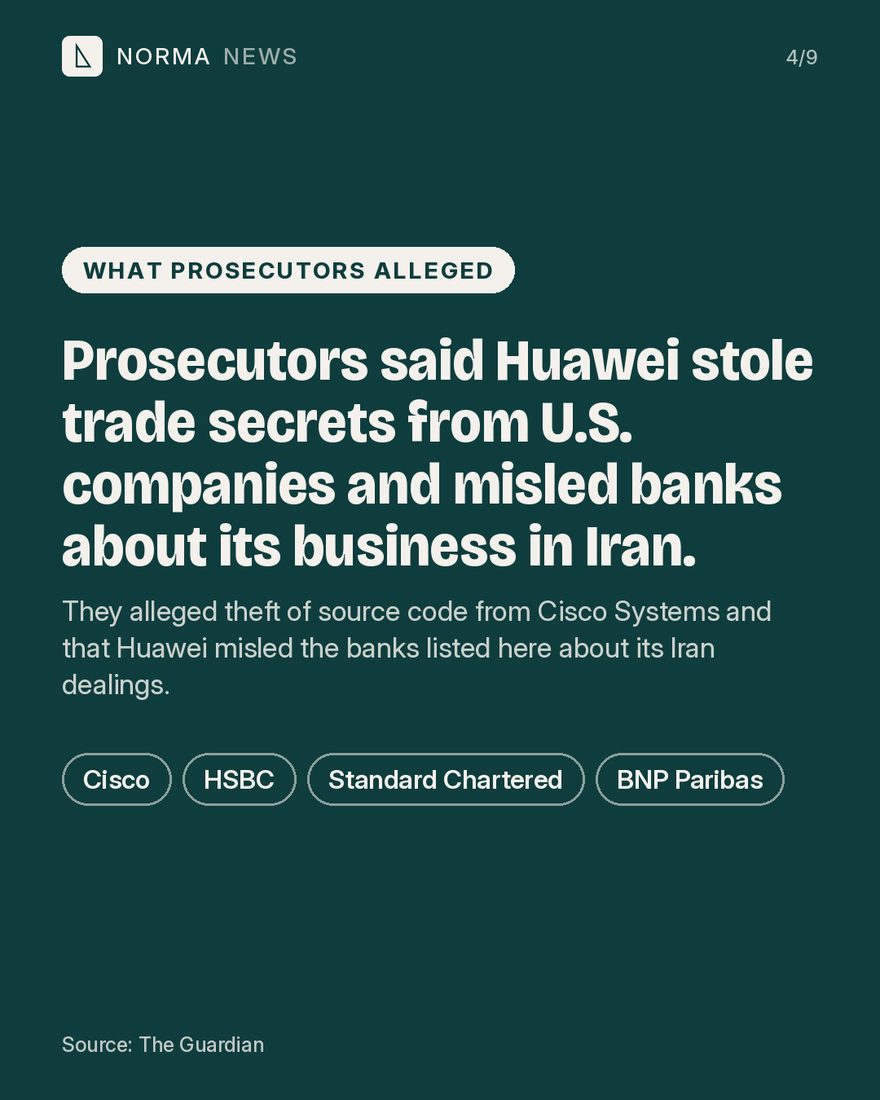 NORMA NEWS
4/9
WHAT PROSECUTORS ALLEGED
Prosecutors said Huawei stole
trade secrets from U.S.
companies and misled banks
about its business in Iran.
They alleged theft of source code from Cisco Systems and
that Huawei misled the banks listed here about its Iran
dealings.
Cisco HSBC Standard Chartered BNP Paribas
Source: The Guardian